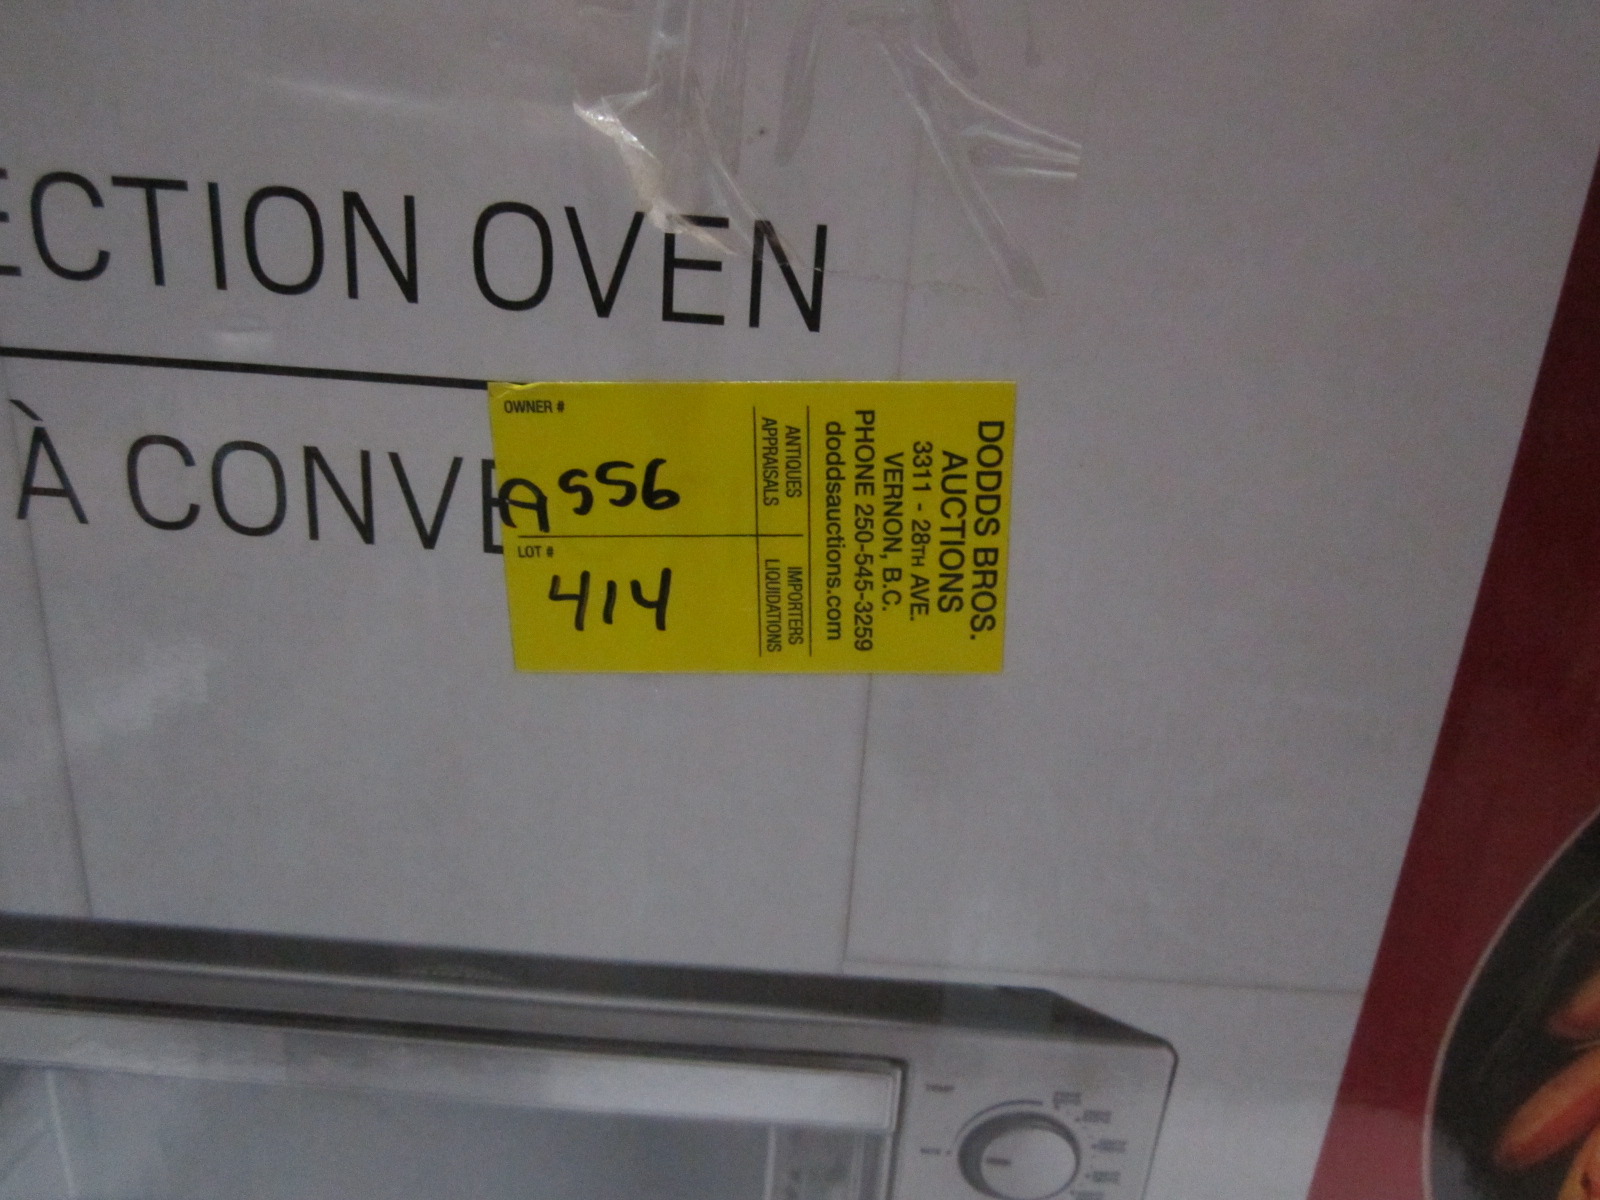 ECTION OVEN
À CONVE
OWNER #
A 556
LOT #
414
ANTIQUES
APPRAISALS
IMPORTERS
LIQUIDATIONS
DODDS BROS.
AUCTIONS
3311 - 28TH AVE.
VERNON, B.C.
PHONE 250-545-3259
doddsauctions.com